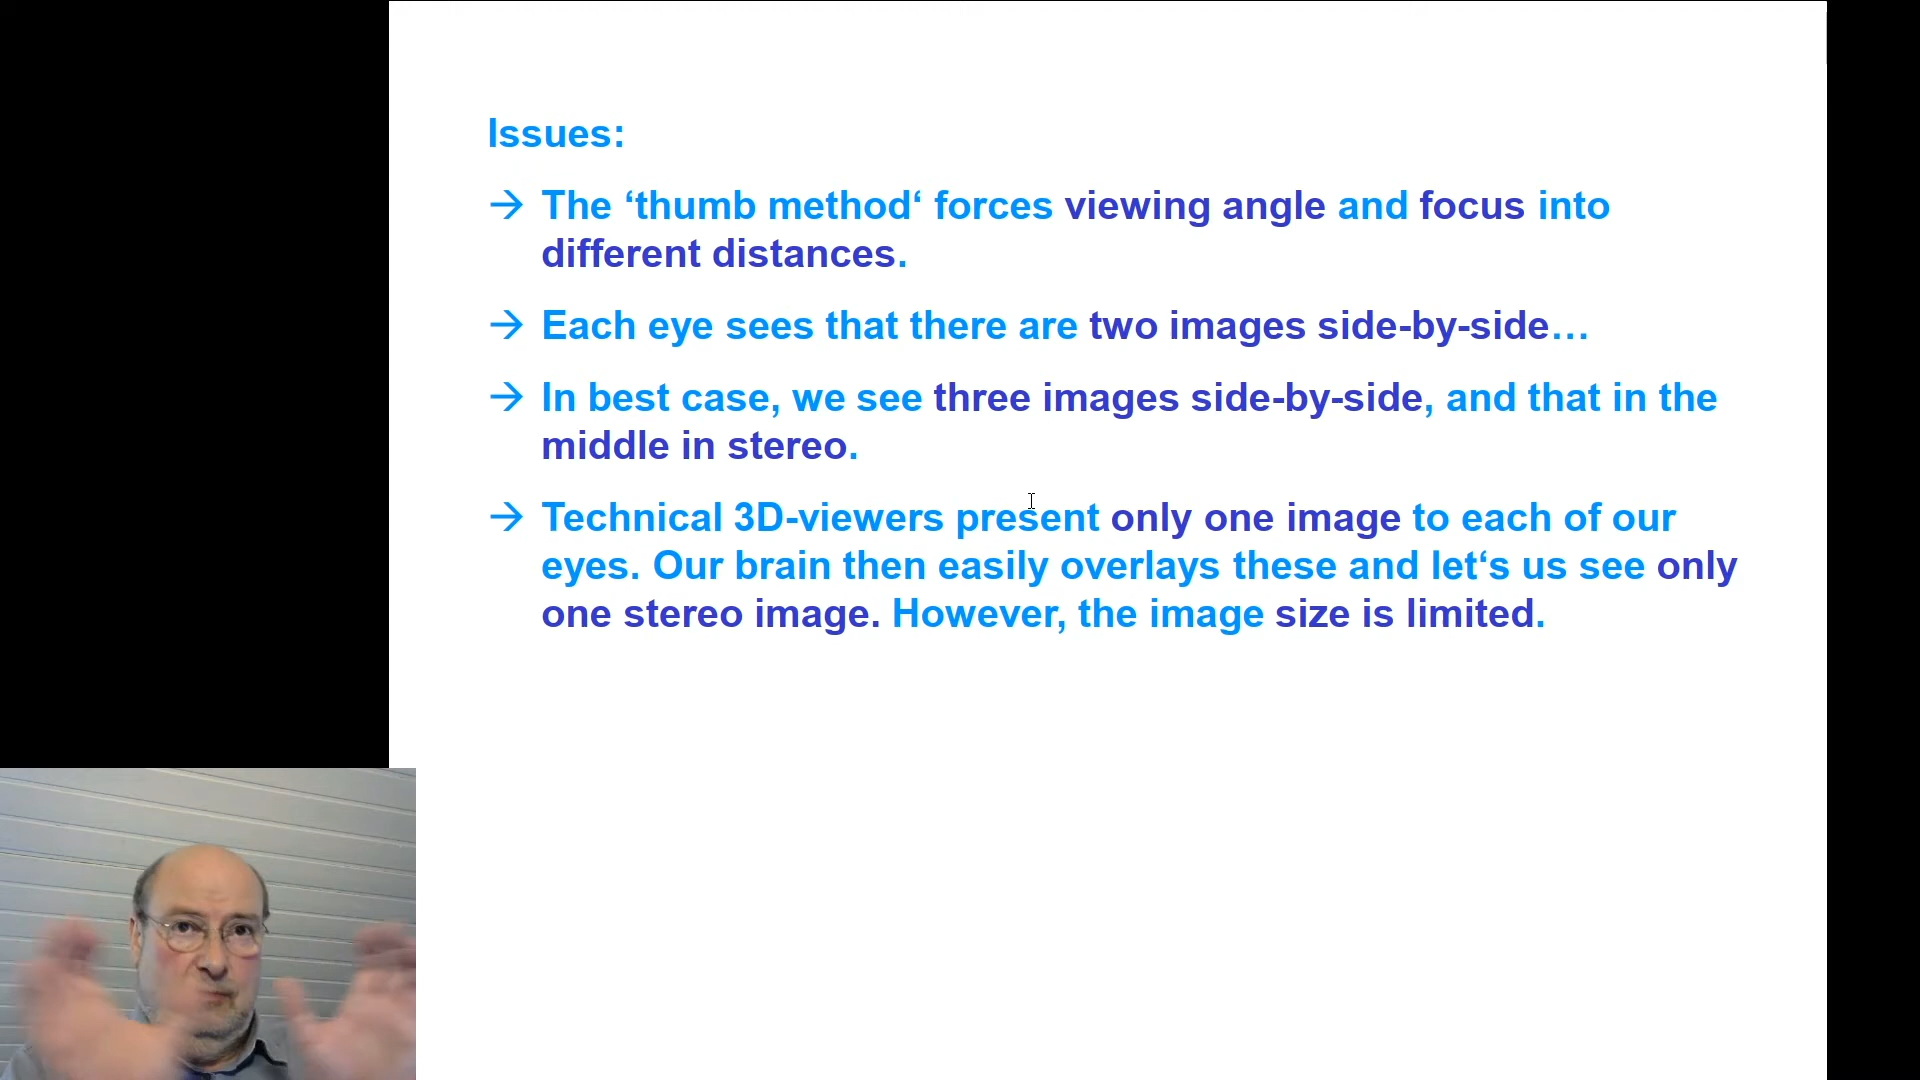 Issues:
→ The ‘thumb method‘ forces viewing angle and focus into
different distances.
→ Each eye sees that there are two images side-by-side…
→ In best case, we see three images side-by-side, and that in the
middle in stereo.
→ Technical 3D-viewers present only one image to each of our
eyes. Our brain then easily overlays these and let‘s us see only
one stereo image. However, the image size is limited.